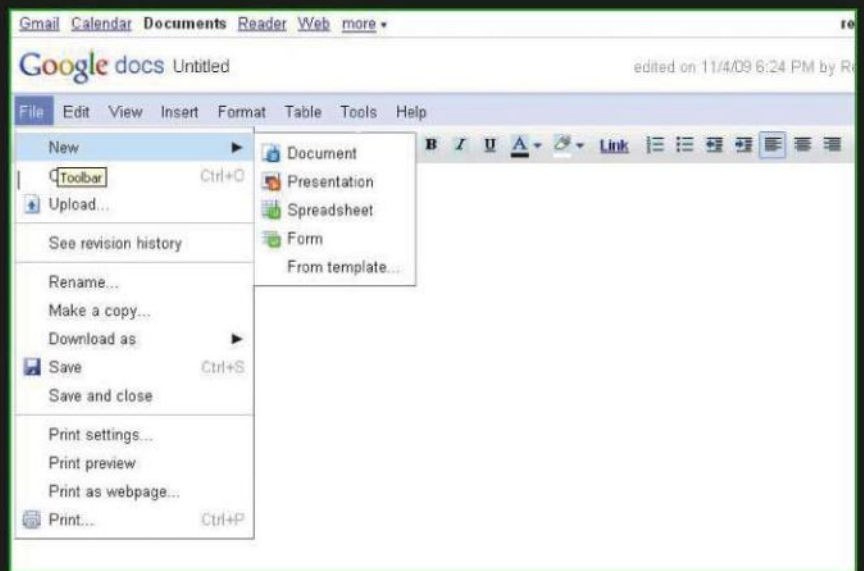 Gmail Calendar Documents Reader Web more
Google docs Untitled edited on 11/4/09 6:24 PM by
File Edit View Insert Format Table Tools Help
B I U A Link
New
Document
Toolbar Ctrl+O
Presentation
Upload...
Spreadsheet
See revision history
Form
From template...
Rename...
Make a copy...
Download as
Save Ctrl+S
Save and close
Print settings...
Print preview
Print as webpage...
Print... Ctrl+P